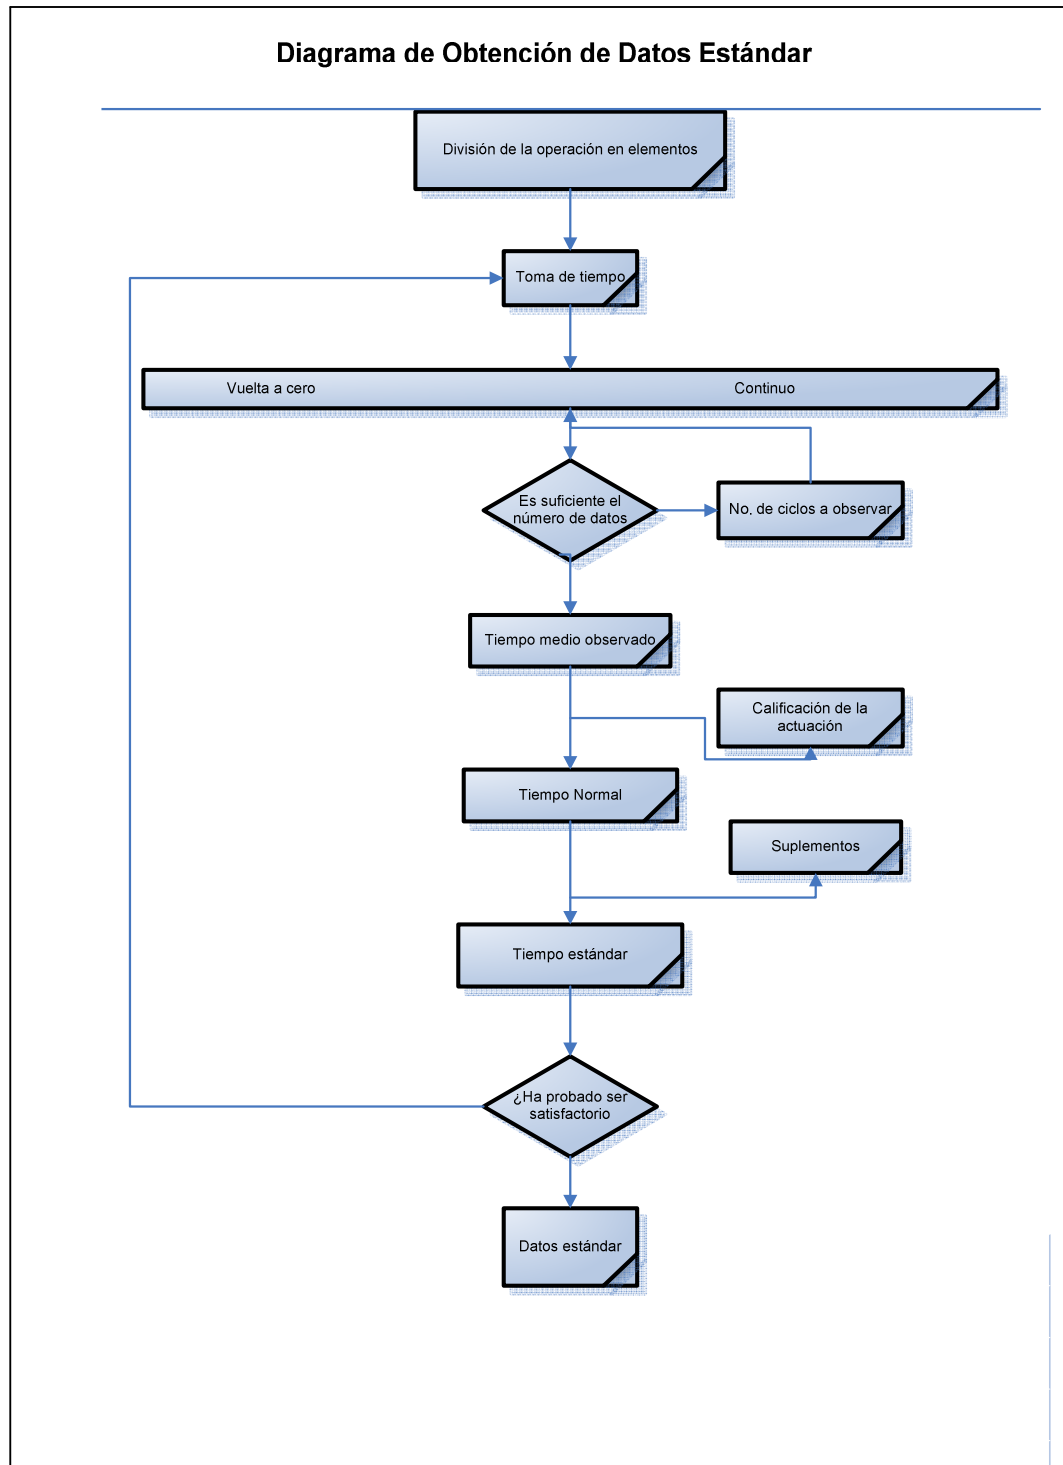 Diagrama de Obtención de Datos Estándar
División de la operación en elementos
Toma de tiempo
Vuelta a cero
Continuo
Es suficiente el
número de datos
No. de ciclos a observar
Tiempo medio observado
Calificación de la
actuación
Tiempo Normal
Suplementos
Tiempo estándar
¿Ha probado ser
satisfactorio
Datos estándar